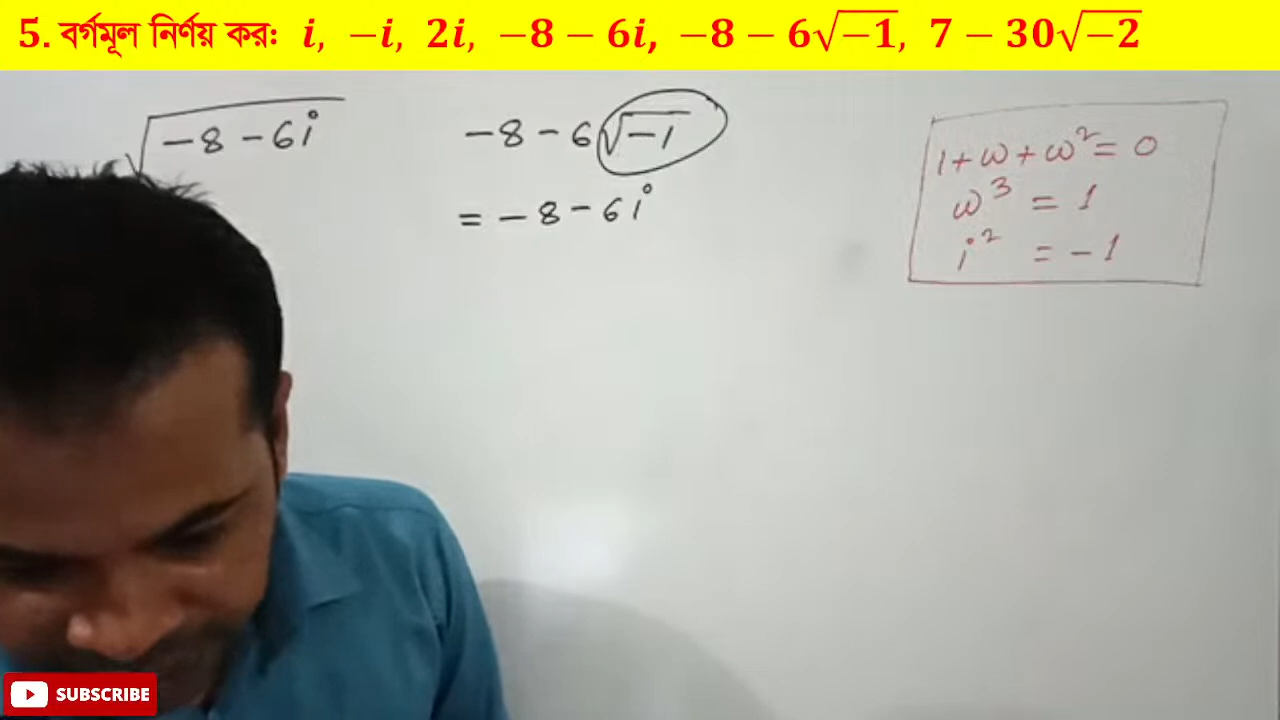 5. বর্গমূল নির্ণয় করঃ i, −i, 2i, −8 − 6i, −8 − 6√−1, 7 − 30√−2
√−8 − 6i
−8 − 6√−1
= −8 − 6i
1 + ω + ω² = 0
ω³ = 1
i² = −1
SUBSCRIBE